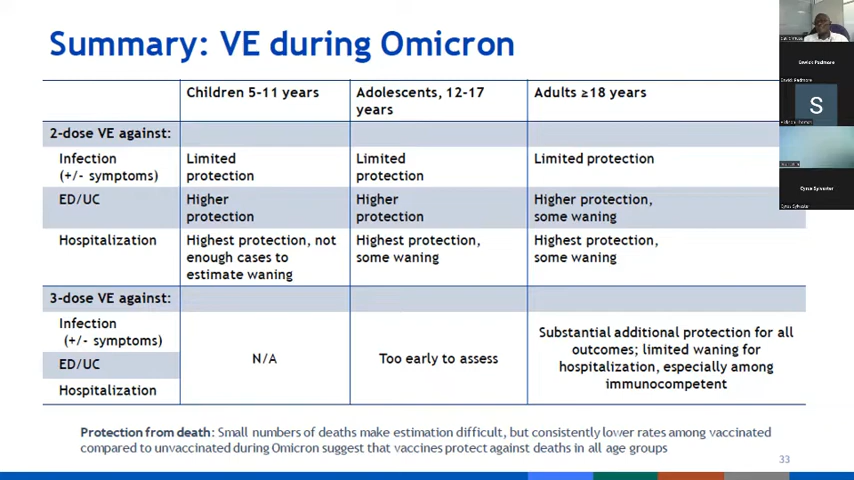 Summary: VE during Omicron
Children 5-11 years
Adolescents, 12-17
years
Adults ≥18 years
2-dose VE against:
Infection
(+/- symptoms)
Limited
protection
Limited
protection
Limited protection
ED/UC
Higher
protection
Higher
protection
Higher protection,
some waning
Hospitalization
Highest protection, not
enough cases to
estimate waning
Highest protection,
some waning
Highest protection,
some waning
3-dose VE against:
Infection
(+/- symptoms)
ED/UC
Hospitalization
N/A
Too early to assess
Substantial additional protection for all
outcomes; limited waning for
hospitalization, especially among
immunocompetent
Protection from death: Small numbers of deaths make estimation difficult, but consistently lower rates among vaccinated
compared to unvaccinated during Omicron suggest that vaccines protect against deaths in all age groups
33
S
Cyrus Sylvester
Cyrus Sylvester